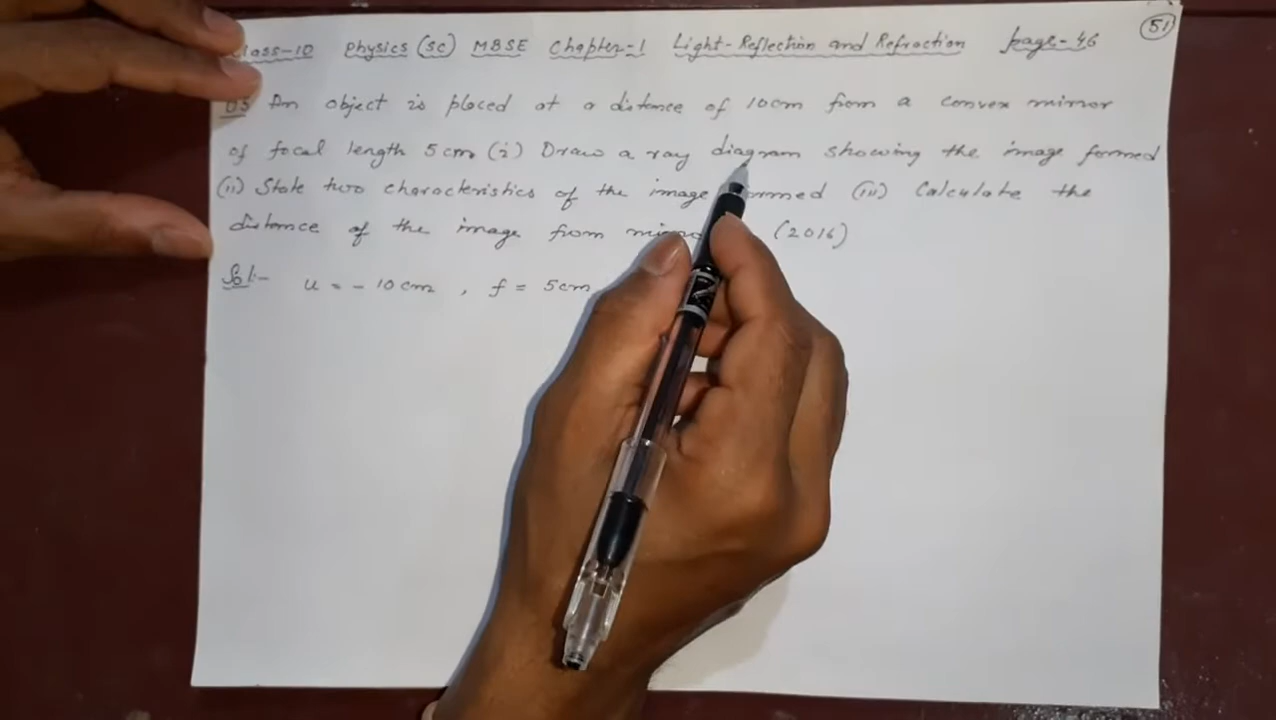 51
Class-10 Physics (SC) MBSE Chapter-1 Light-Reflection and Refraction page-46
An object is placed at a distance of 10cm from a convex mirror
of focal length 5cm (i) Draw a ray diagram showing the image formed
(ii) State two characteristics of the image formed (iii) Calculate the
distance of the image from (2016)
Sol:- u = - 10cm , f = 5cm